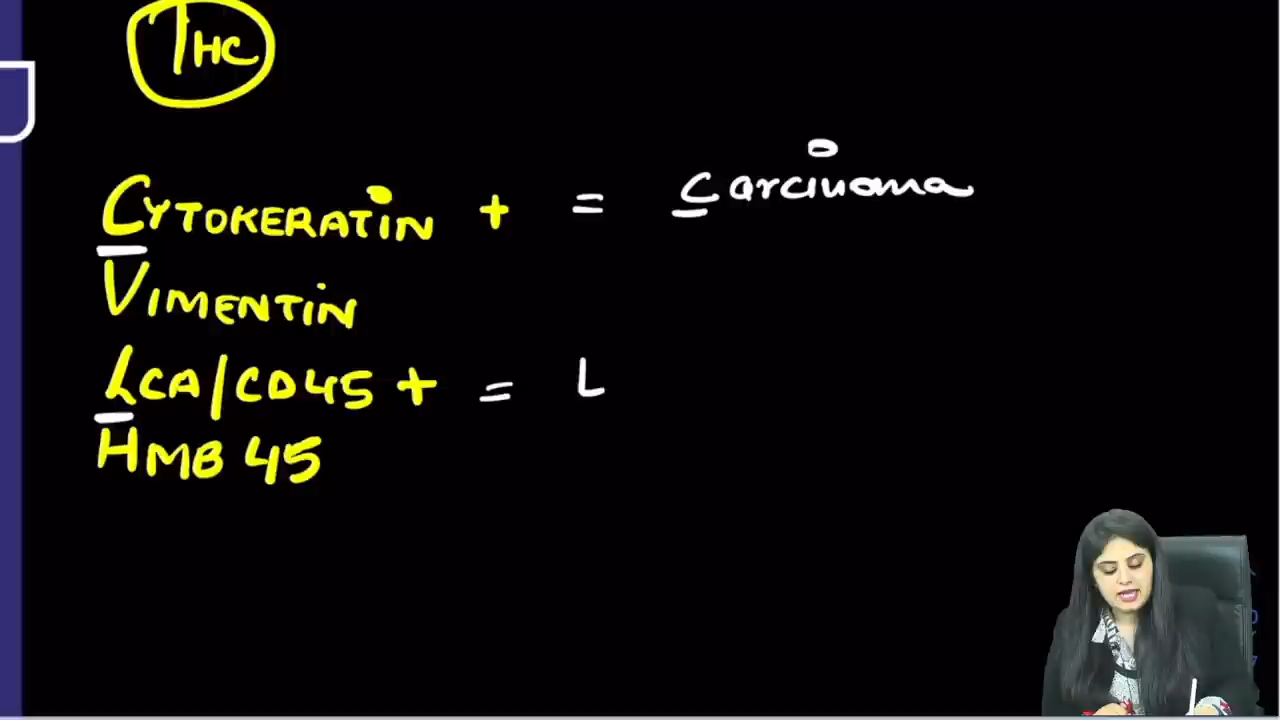 IHC
CYTOKERATIN + = Carcinoma
VIMENTIN
LCA/CD45 + = L
HMB 45